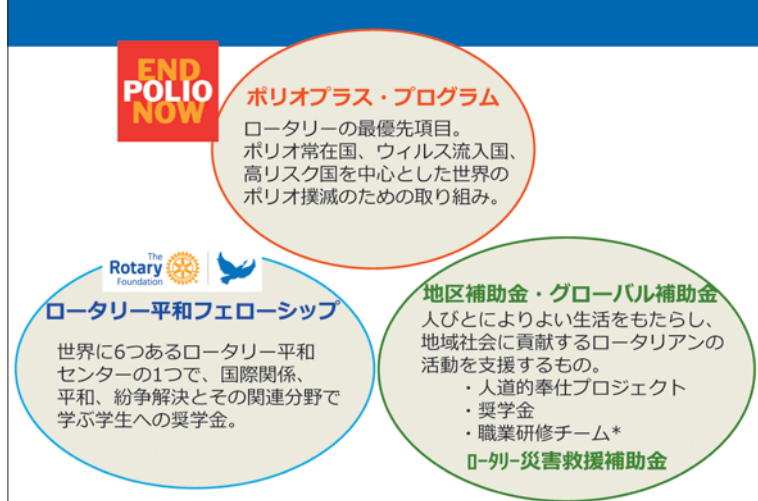 END
POLIO
NOW
ポリオプラス・プログラム
ロータリーの最優先項目。
ポリオ常在国、ウィルス流入国、
高リスク国を中心とした世界の
ポリオ撲滅のための取り組み。
The
Rotary
Foundation
ロータリー平和フェローシップ
世界に6つあるロータリー平和
センターの1つで、国際関係、
平和、紛争解決とその関連分野で
学ぶ学生への奨学金。
地区補助金・グローバル補助金
人びとによりよい生活をもたらし、
地域社会に貢献するロータリアンの
活動を支援するもの。
・人道的奉仕プロジェクト
・奨学金
・職業研修チーム*
ロータリー災害救援補助金